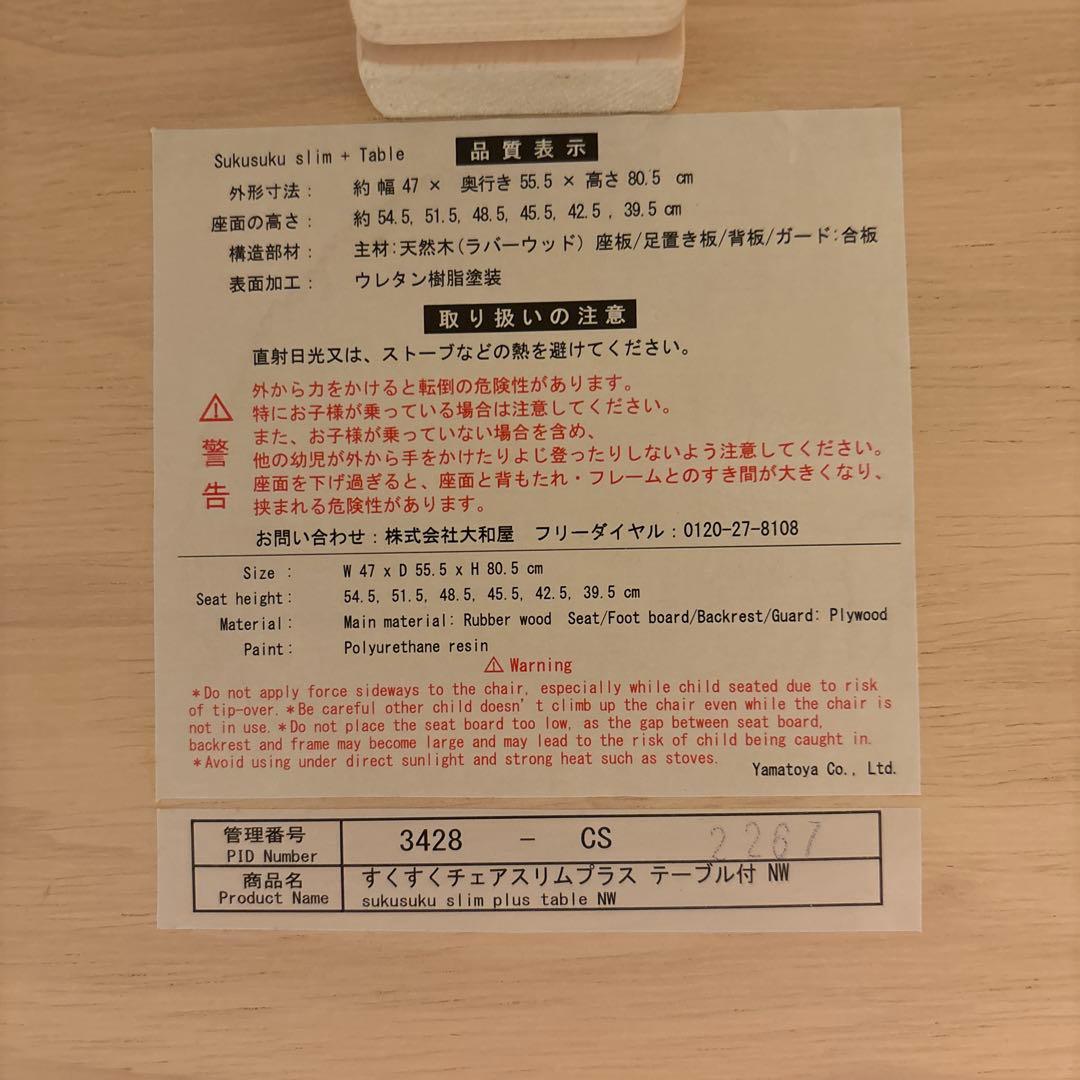 Sukusuku slim + Table 品質表示
外形寸法： 約 幅 47 × 奥行き 55.5 × 高さ 80.5 cm
座面の高さ： 約 54.5, 51.5, 48.5, 45.5, 42.5 , 39.5 cm
構造部材： 主材:天然木(ラバーウッド) 座板/足置き板/背板/ガード:合板
表面加工： ウレタン樹脂塗装
取り扱いの注意
直射日光又は、ストーブなどの熱を避けてください。
⚠警告
外から力をかけると転倒の危険性があります。
特にお子様が乗っている場合は注意してください。
また、お子様が乗っていない場合を含め、
他の幼児が外から手をかけたりよじ登ったりしないよう注意してください。
座面を下げ過ぎると、座面と背もたれ・フレームとのすき間が大きくなり、
挟まれる危険性があります。
お問い合わせ：株式会社大和屋 フリーダイヤル：0120-27-8108
Size : W 47 x D 55.5 x H 80.5 cm
Seat height: 54.5, 51.5, 48.5, 45.5, 42.5, 39.5 cm
Material: Main material: Rubber wood Seat/Foot board/Backrest/Guard: Plywood
Paint: Polyurethane resin
⚠ Warning
*Do not apply force sideways to the chair, especially while child seated due to risk
of tip-over. *Be careful other child doesn't climb up the chair even while the chair is
not in use. *Do not place the seat board too low, as the gap between seat board,
backrest and frame may become large and may lead to the risk of child being caught in.
*Avoid using under direct sunlight and strong heat such as stoves.
Yamatoya Co., Ltd.
管理番号 3428 - CS 2267
PID Number
商品名 すくすくチェアスリムプラス テーブル付 NW
Product Name sukusuku slim plus table NW